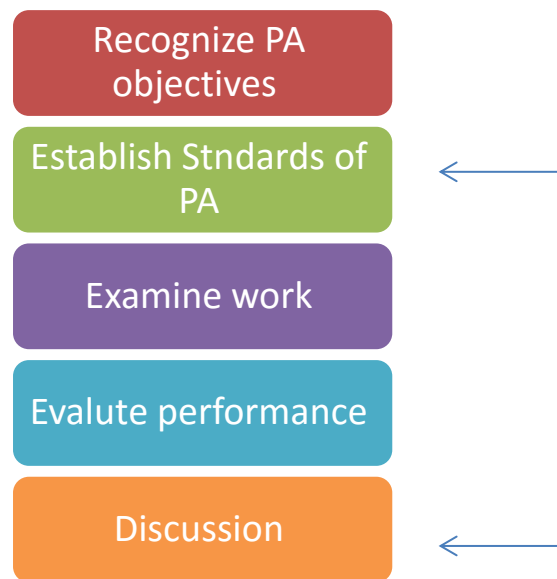 Recognize PA
objectives
Establish Stndards of
PA
Examine work
Evalute performance
Discussion